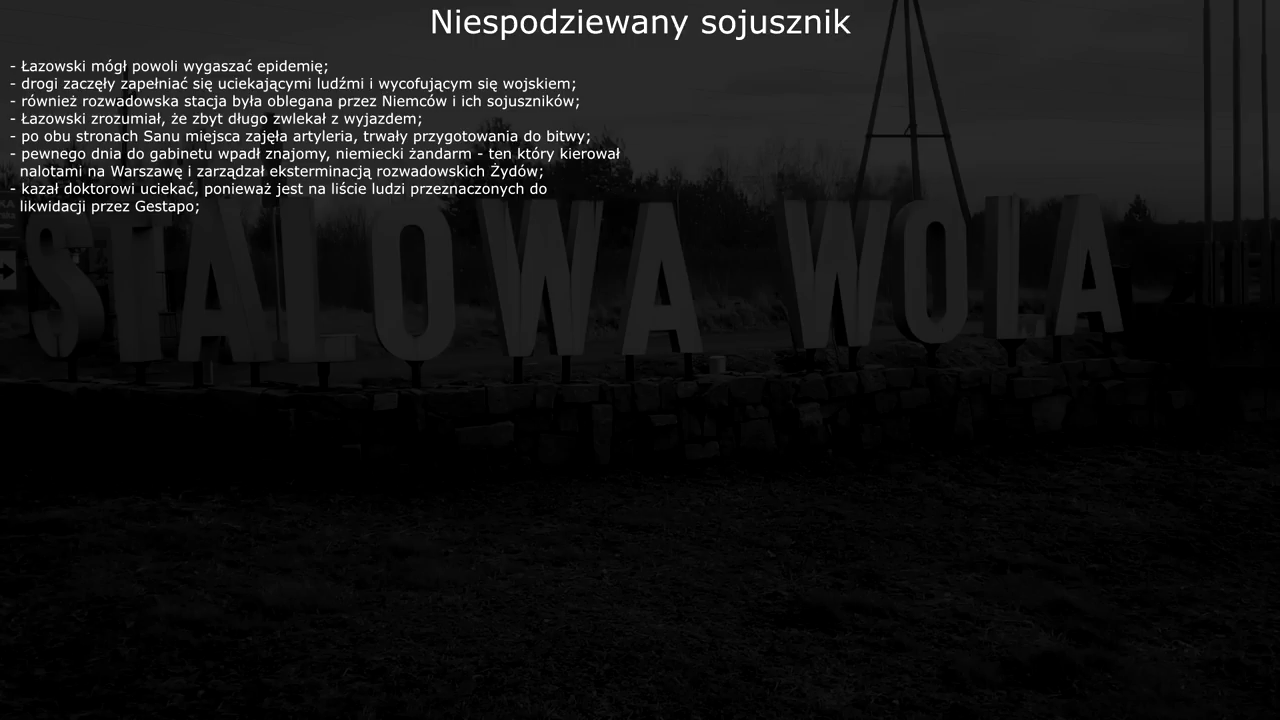 Niespodziewany sojusznik
- Łazowski mógł powoli wygaszać epidemię;
- drogi zaczęły zapełniać się uciekającymi ludźmi i wycofującym się wojskiem;
- również rozwadowska stacja była oblegana przez Niemców i ich sojuszników;
- Łazowski zrozumiał, że zbyt długo zwlekał z wyjazdem;
- po obu stronach Sanu miejsca zajęła artyleria, trwały przygotowania do bitwy;
- pewnego dnia do gabinetu wpadł znajomy, niemiecki żandarm - ten który kierował
nalotami na Warszawę i zarządzał eksterminacją rozwadowskich Żydów;
- kazał doktorowi uciekać, ponieważ jest na liście ludzi przeznaczonych do
likwidacji przez Gestapo;
STALOWA WOLA